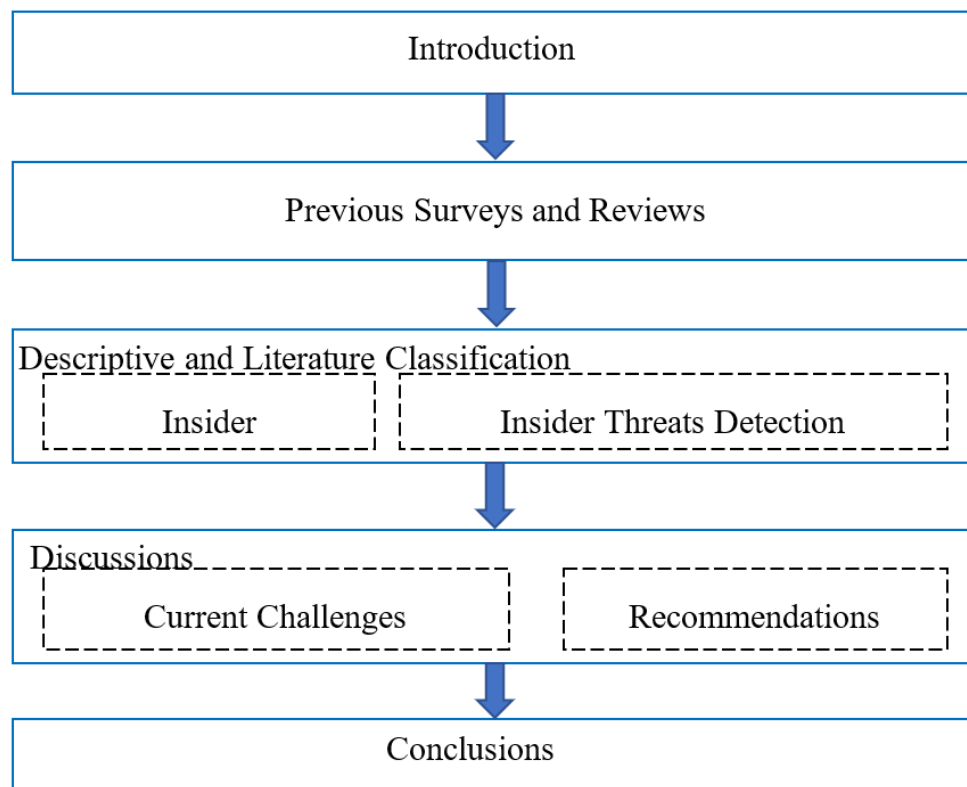 Introduction
Previous Surveys and Reviews
Descriptive and Literature Classification
Insider
Insider Threats Detection
Discussions
Current Challenges
Recommendations
Conclusions